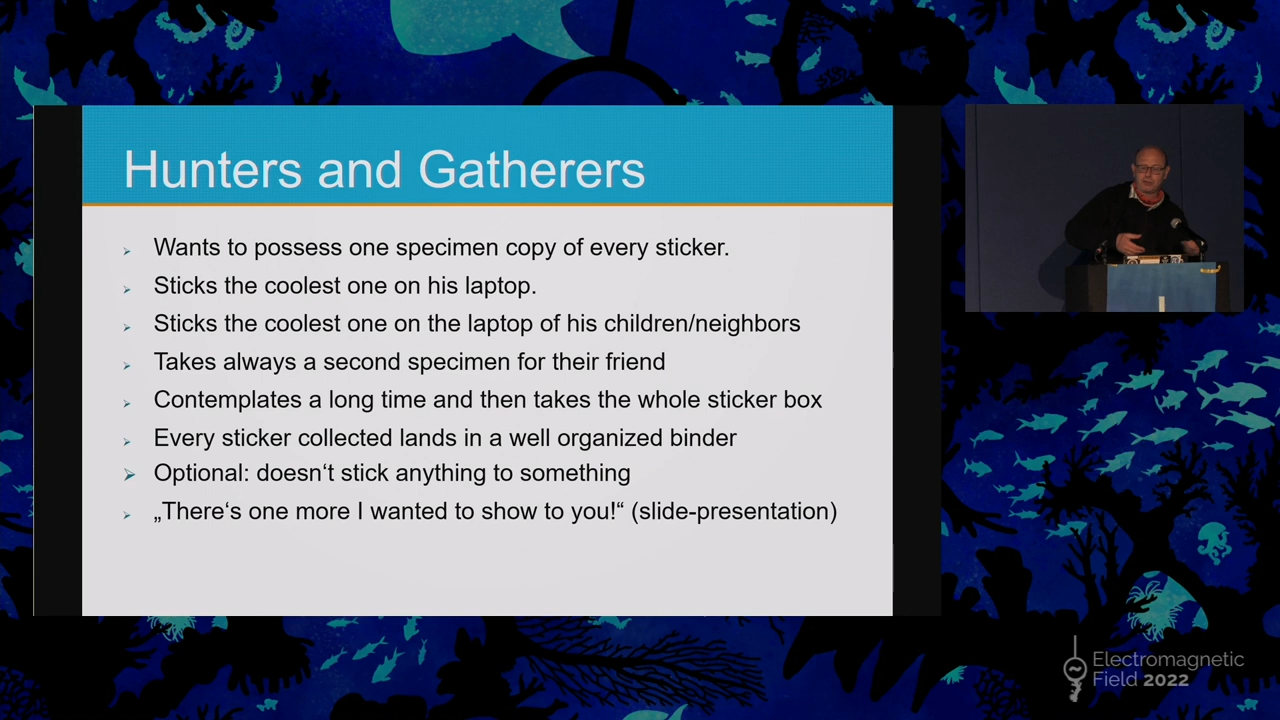 Hunters and Gatherers
Wants to possess one specimen copy of every sticker.
Sticks the coolest one on his laptop.
Sticks the coolest one on the laptop of his children/neighbors
Takes always a second specimen for their friend
Contemplates a long time and then takes the whole sticker box
Every sticker collected lands in a well organized binder
Optional: doesn‘t stick anything to something
„There‘s one more I wanted to show to you!“ (slide-presentation)
Electromagnetic
Field 2022